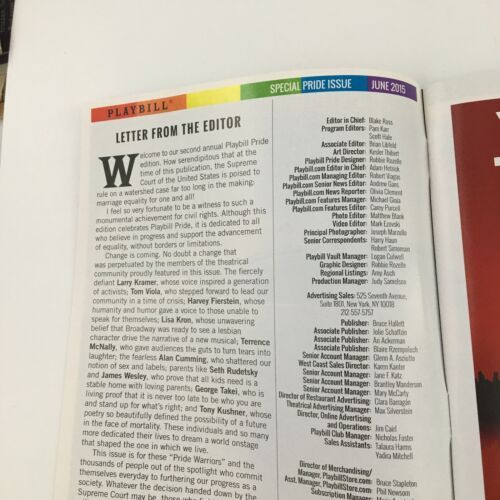 PLAYBILL®
SPECIAL PRIDE ISSUE
JUNE 2015
LETTER FROM THE EDITOR
Welcome to our second annual Playbill Pride
edition. How serendipitous that at the
time of this publication, the Supreme
Court of the United States is poised to
rule on a watershed case far too long in the making:
marriage equality for one and all!
I feel so very fortunate to be a witness to such a
monumental achievement for civil rights. Although this
edition celebrates Playbill Pride, it is dedicated to all
who believe in progress and support the advancement
of equality, without borders or limitations.
Change is coming. No doubt a change that
was perpetuated by the members of the theatrical
community proudly featured in this issue. The fiercely
defiant Larry Kramer, whose voice inspired a generation
of activists; Tom Viola, who stepped forward to lead our
community in a time of crisis; Harvey Fierstein, whose
humanity and humor gave a voice to those unable to
speak for themselves; Lisa Kron, whose unwavering
belief that Broadway was ready to see a lesbian
character drive the narrative of a new musical; Terrence
McNally, who gave audiences the guts to turn tears into
laughter; the fearless Alan Cumming, who shattered our
notion of sex and labels; parents like Seth Rudetsky
and James Wesley, who prove that all kids need is a
stable home with loving parents; George Takei, who is
living proof that it is never too late to be who you are
and stand up for what's right; and Tony Kushner, whose
poetry so beautifully defined the possibility of a future
in the face of mortality. These individuals and so many
more dedicated their lives to dream a world onstage
that shaped the one in which we live.
This issue is for these "Pride Warriors" and the
thousands of people out of the spotlight who commit
themselves everyday to furthering our progress as a
society. Whatever the decision handed down by the
Supreme Court may be, those who
Editor in Chief: Blake Ross
Program Editors: Pam Karr
Scott Hale
Associate Editor: Brian Libfeld
Art Director: Kesler Thibert
Playbill Pride Designer: Robbie Rozelle
Playbill.com Editor in Chief: Adam Hetrick
Playbill.com Managing Editor: Robert Viagas
Playbill.com Senior News Editor: Andrew Gans
Playbill.com News Reporter: Olivia Clement
Playbill.com Features Manager: Michael Gioia
Playbill.com Features Editor: Carey Purcell
Photo Editor: Matthew Blank
Video Editor: Mark Ezovski
Principal Photographer: Joseph Marzullo
Senior Correspondents: Harry Haun
Robert Simonson
Playbill Vault Manager: Logan Culwell
Graphic Designer: Robbie Rozelle
Regional Listings: Amy Asch
Production Manager: Judy Samelson
Advertising Sales: 525 Seventh Avenue,
Suite 1801, New York, NY 10018
212 557-5757
Publisher: Bruce Hallett
Associate Publisher: Jolie Schaffzin
Associate Publisher: Ari Ackerman
Associate Publisher: Blaire Rzempoluch
Senior Account Manager: Glenn A. Asciutto
West Coast Sales Director: Karen Kanter
Senior Account Manager: Jane F. Katz
Senior Account Manager: Brantley Manderson
Senior Account Manager: Mary McCarty
Director of Restaurant Advertising: Clara Barragán
Theatrical Advertising Manager: Max Silverstein
Director, Online Advertising
and Operations: Jim Cairl
Playbill Club Manager: Nicholas Foster
Sales Assistants: Talaura Harms
Yadira Mitchell
Director of Merchandising/
Manager, PlaybillStore.com: Bruce Stapleton
Asst. Manager, PlaybillStore.com: Phil Newsom
Subscription Manager: